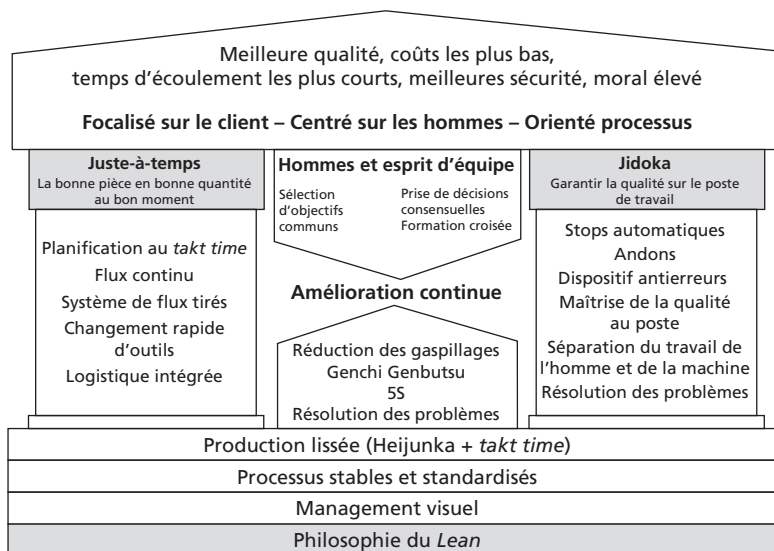 Meilleure qualité, coûts les plus bas,
temps d'écoulement les plus courts, meilleures sécurité, moral élevé
Focalisé sur le client – Centré sur les hommes – Orienté processus
Juste-à-temps
La bonne pièce en bonne quantité
au bon moment
Planification au takt time
Flux continu
Système de flux tirés
Changement rapide
d'outils
Logistique intégrée
Hommes et esprit d'équipe
Sélection
d'objectifs
communs
Prise de décisions
consensuelles
Formation croisée
Amélioration continue
Réduction des gaspillages
Genchi Genbutsu
5S
Résolution des problèmes
Jidoka
Garantir la qualité sur le poste
de travail
Stops automatiques
Andons
Dispositif antierreurs
Maîtrise de la qualité
au poste
Séparation du travail de
l'homme et de la machine
Résolution des problèmes
Production lissée (Heijunka + takt time)
Processus stables et standardisés
Management visuel
Philosophie du Lean